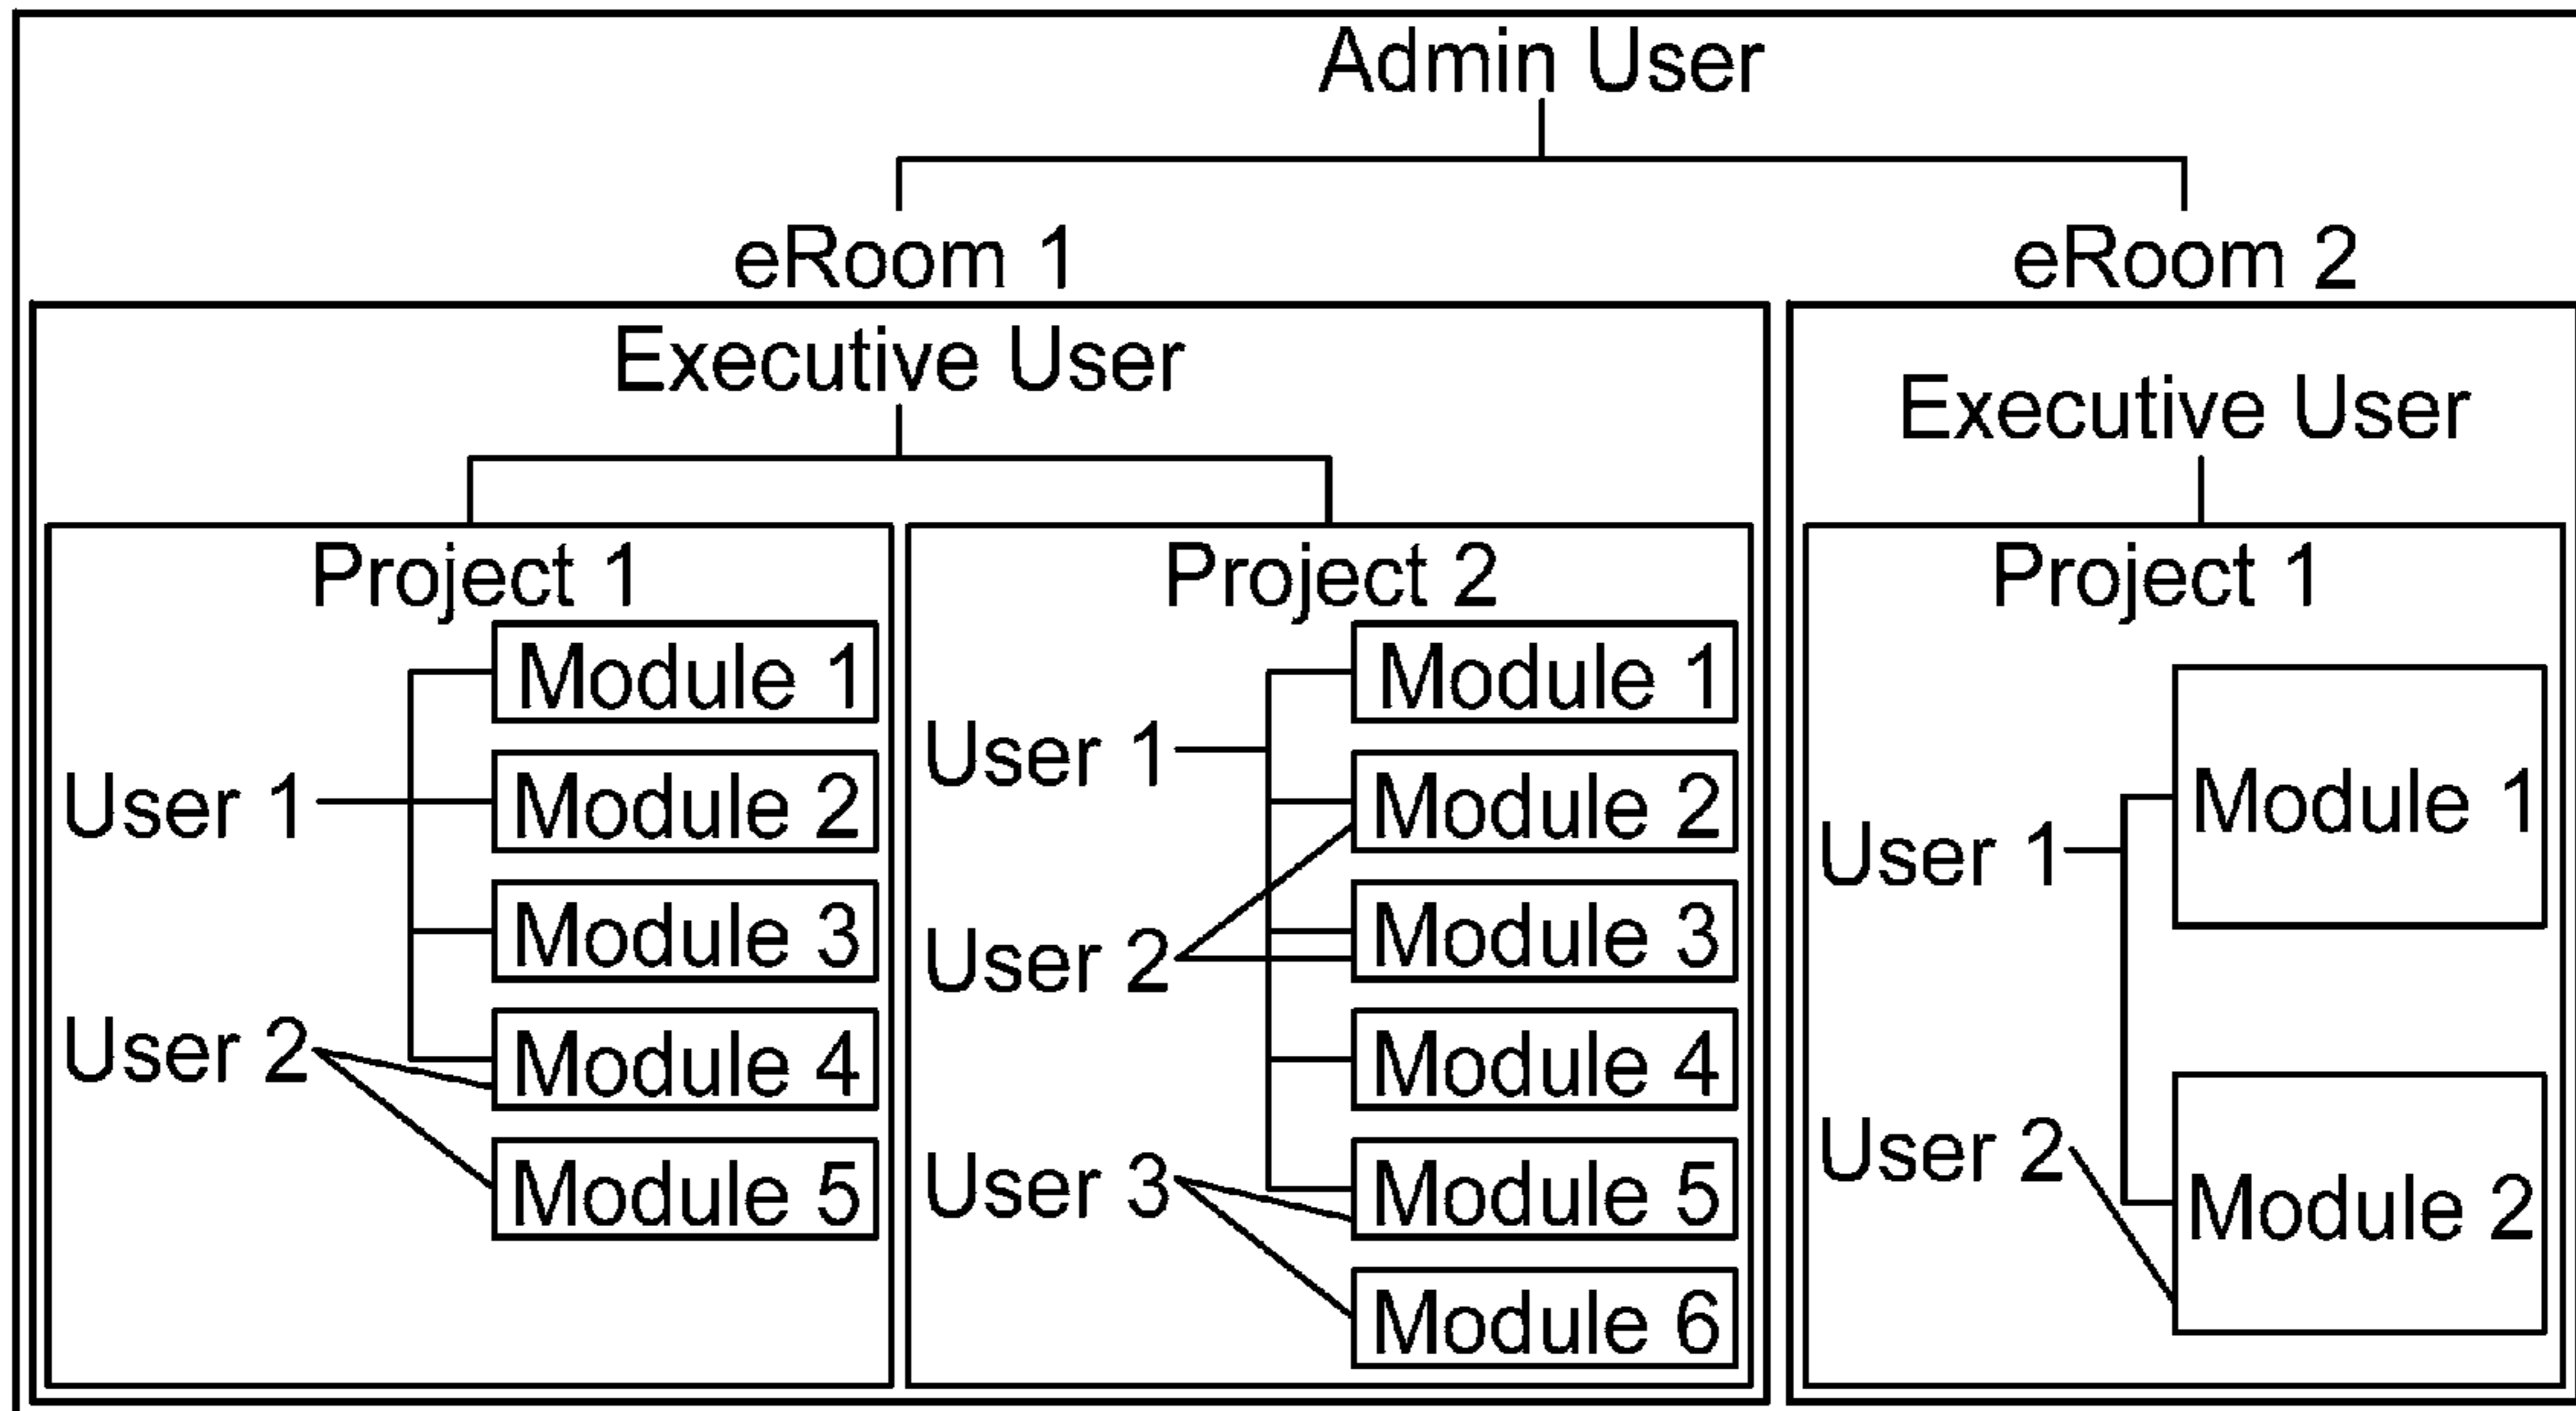 Admin User
eRoom 1
eRoom 2
Executive User
Executive User
Project 1
Module 1
User 1
Module 2
Module 3
User 2
Module 4
Module 5
Project 2
Module 1
User 1
Module 2
User 2
Module 3
Module 4
User 3
Module 5
Module 6
Project 1
Module 1
User 1
User 2
Module 2